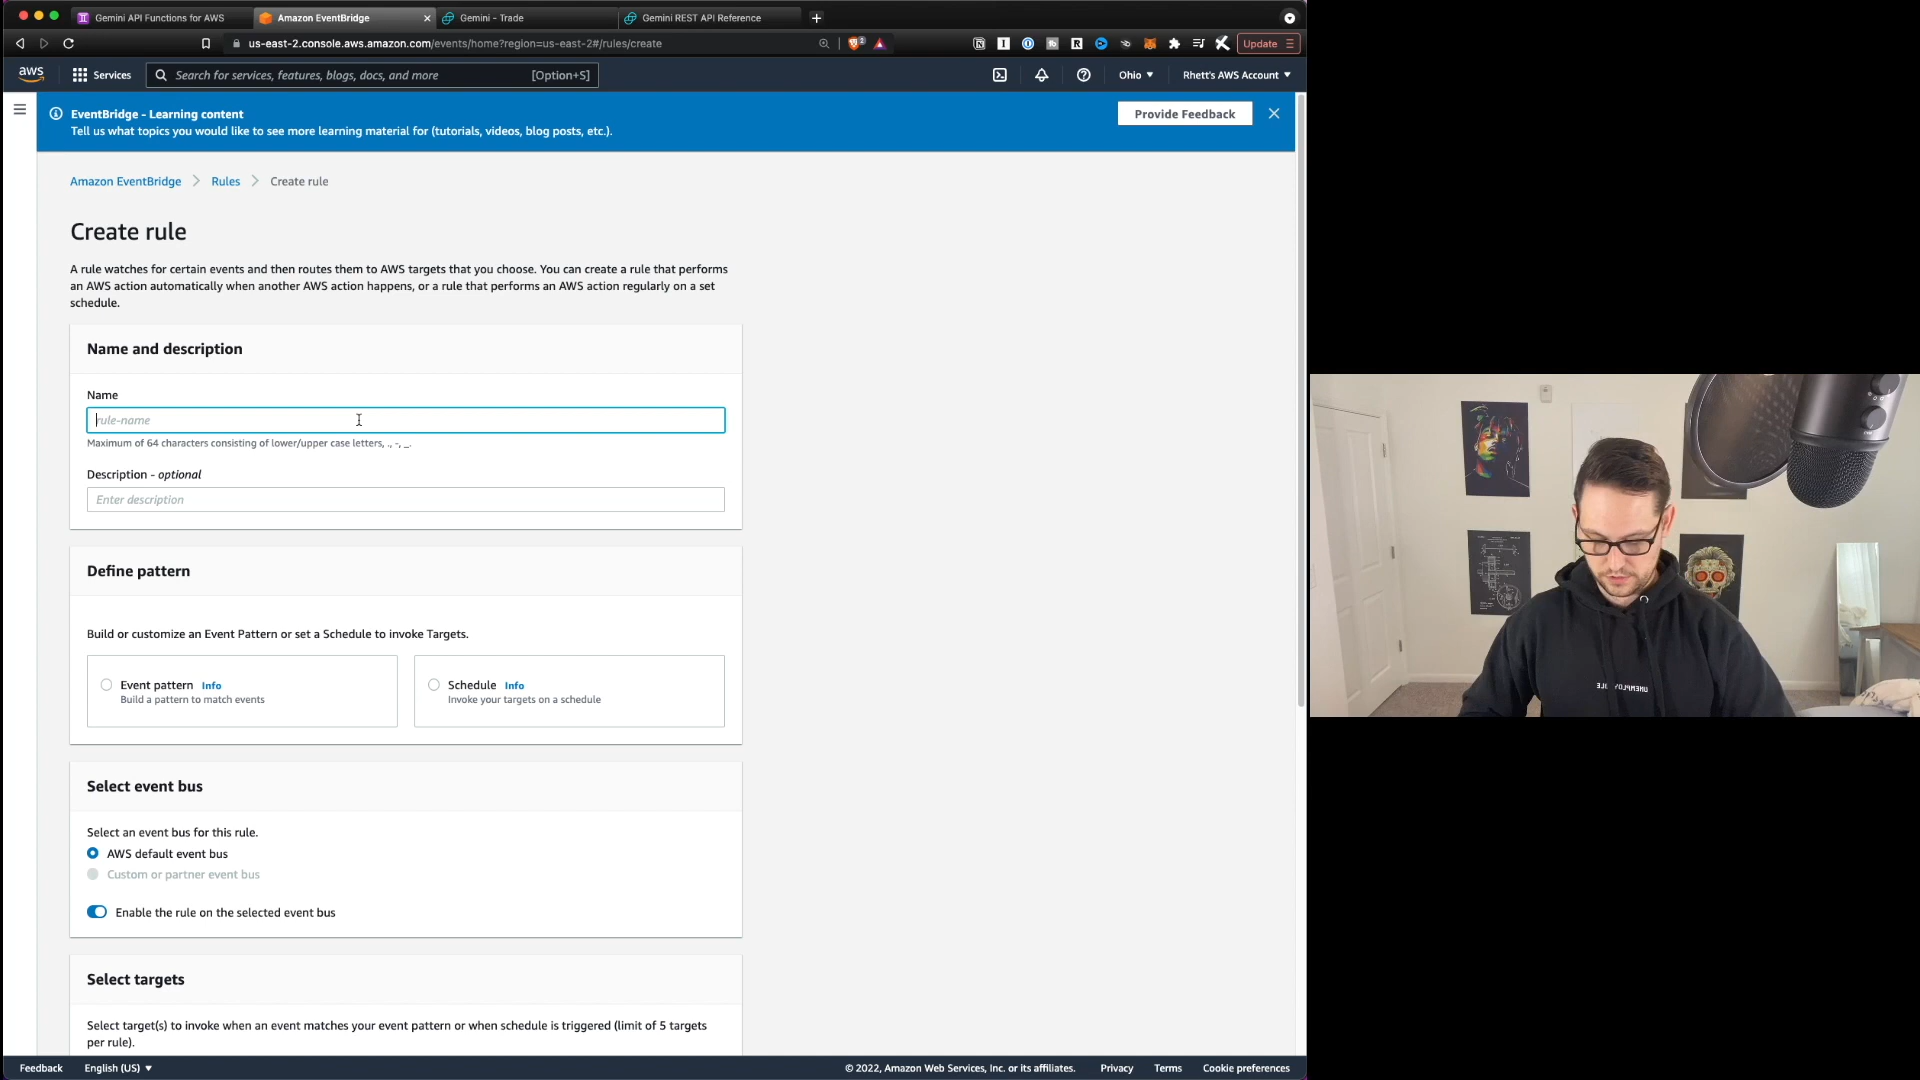 Gemini API Functions for AWS
Amazon EventBridge
Gemini - Trade
Gemini REST API Reference
us-east-2.console.aws.amazon.com/events/home?region=us-east-2#/rules/create
Update
aws
Services
Search for services, features, blogs, docs, and more
[Option+S]
Ohio
Rhett's AWS Account
EventBridge - Learning content
Tell us what topics you would like to see more learning material for (tutorials, videos, blog posts, etc.).
Provide Feedback
Amazon EventBridge
Rules
Create rule
Create rule
A rule watches for certain events and then routes them to AWS targets that you choose. You can create a rule that performs
an AWS action automatically when another AWS action happens, or a rule that performs an AWS action regularly on a set
schedule.
Name and description
Name
rule-name
Maximum of 64 characters consisting of lower/upper case letters, ., -, _.
Description - optional
Enter description
Define pattern
Build or customize an Event Pattern or set a Schedule to invoke Targets.
Event pattern Info
Build a pattern to match events
Schedule Info
Invoke your targets on a schedule
Select event bus
Select an event bus for this rule.
AWS default event bus
Custom or partner event bus
Enable the rule on the selected event bus
Select targets
Select target(s) to invoke when an event matches your event pattern or when schedule is triggered (limit of 5 targets
per rule).
Feedback
English (US)
© 2022, Amazon Web Services, Inc. or its affiliates.
Privacy
Terms
Cookie preferences